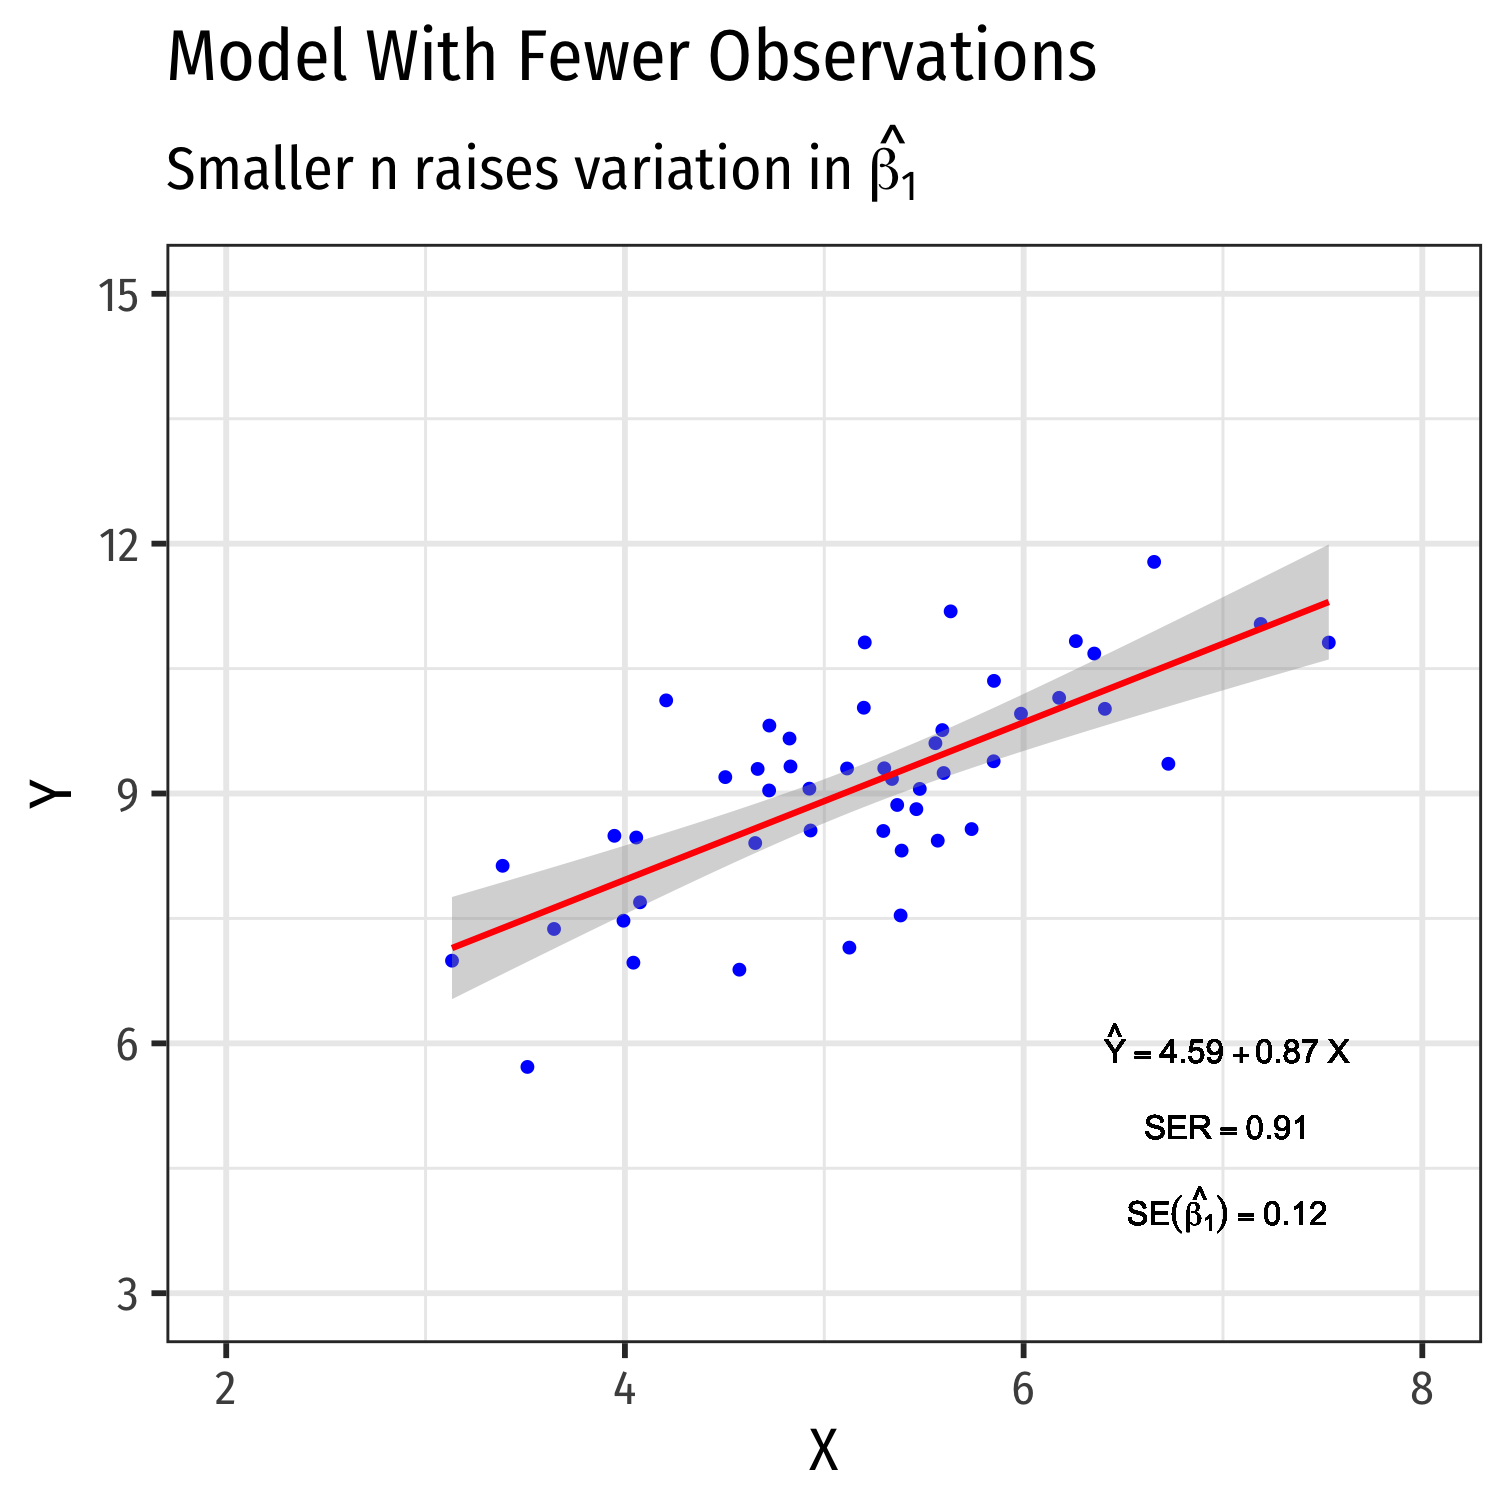 Model With Fewer Observations
Smaller n raises variation in β̂₁
15
12
9
6
3
Y
Ŷ = 4.59 + 0.87 X
SER = 0.91
SE(β̂₁) = 0.12
2 4 6 8
X